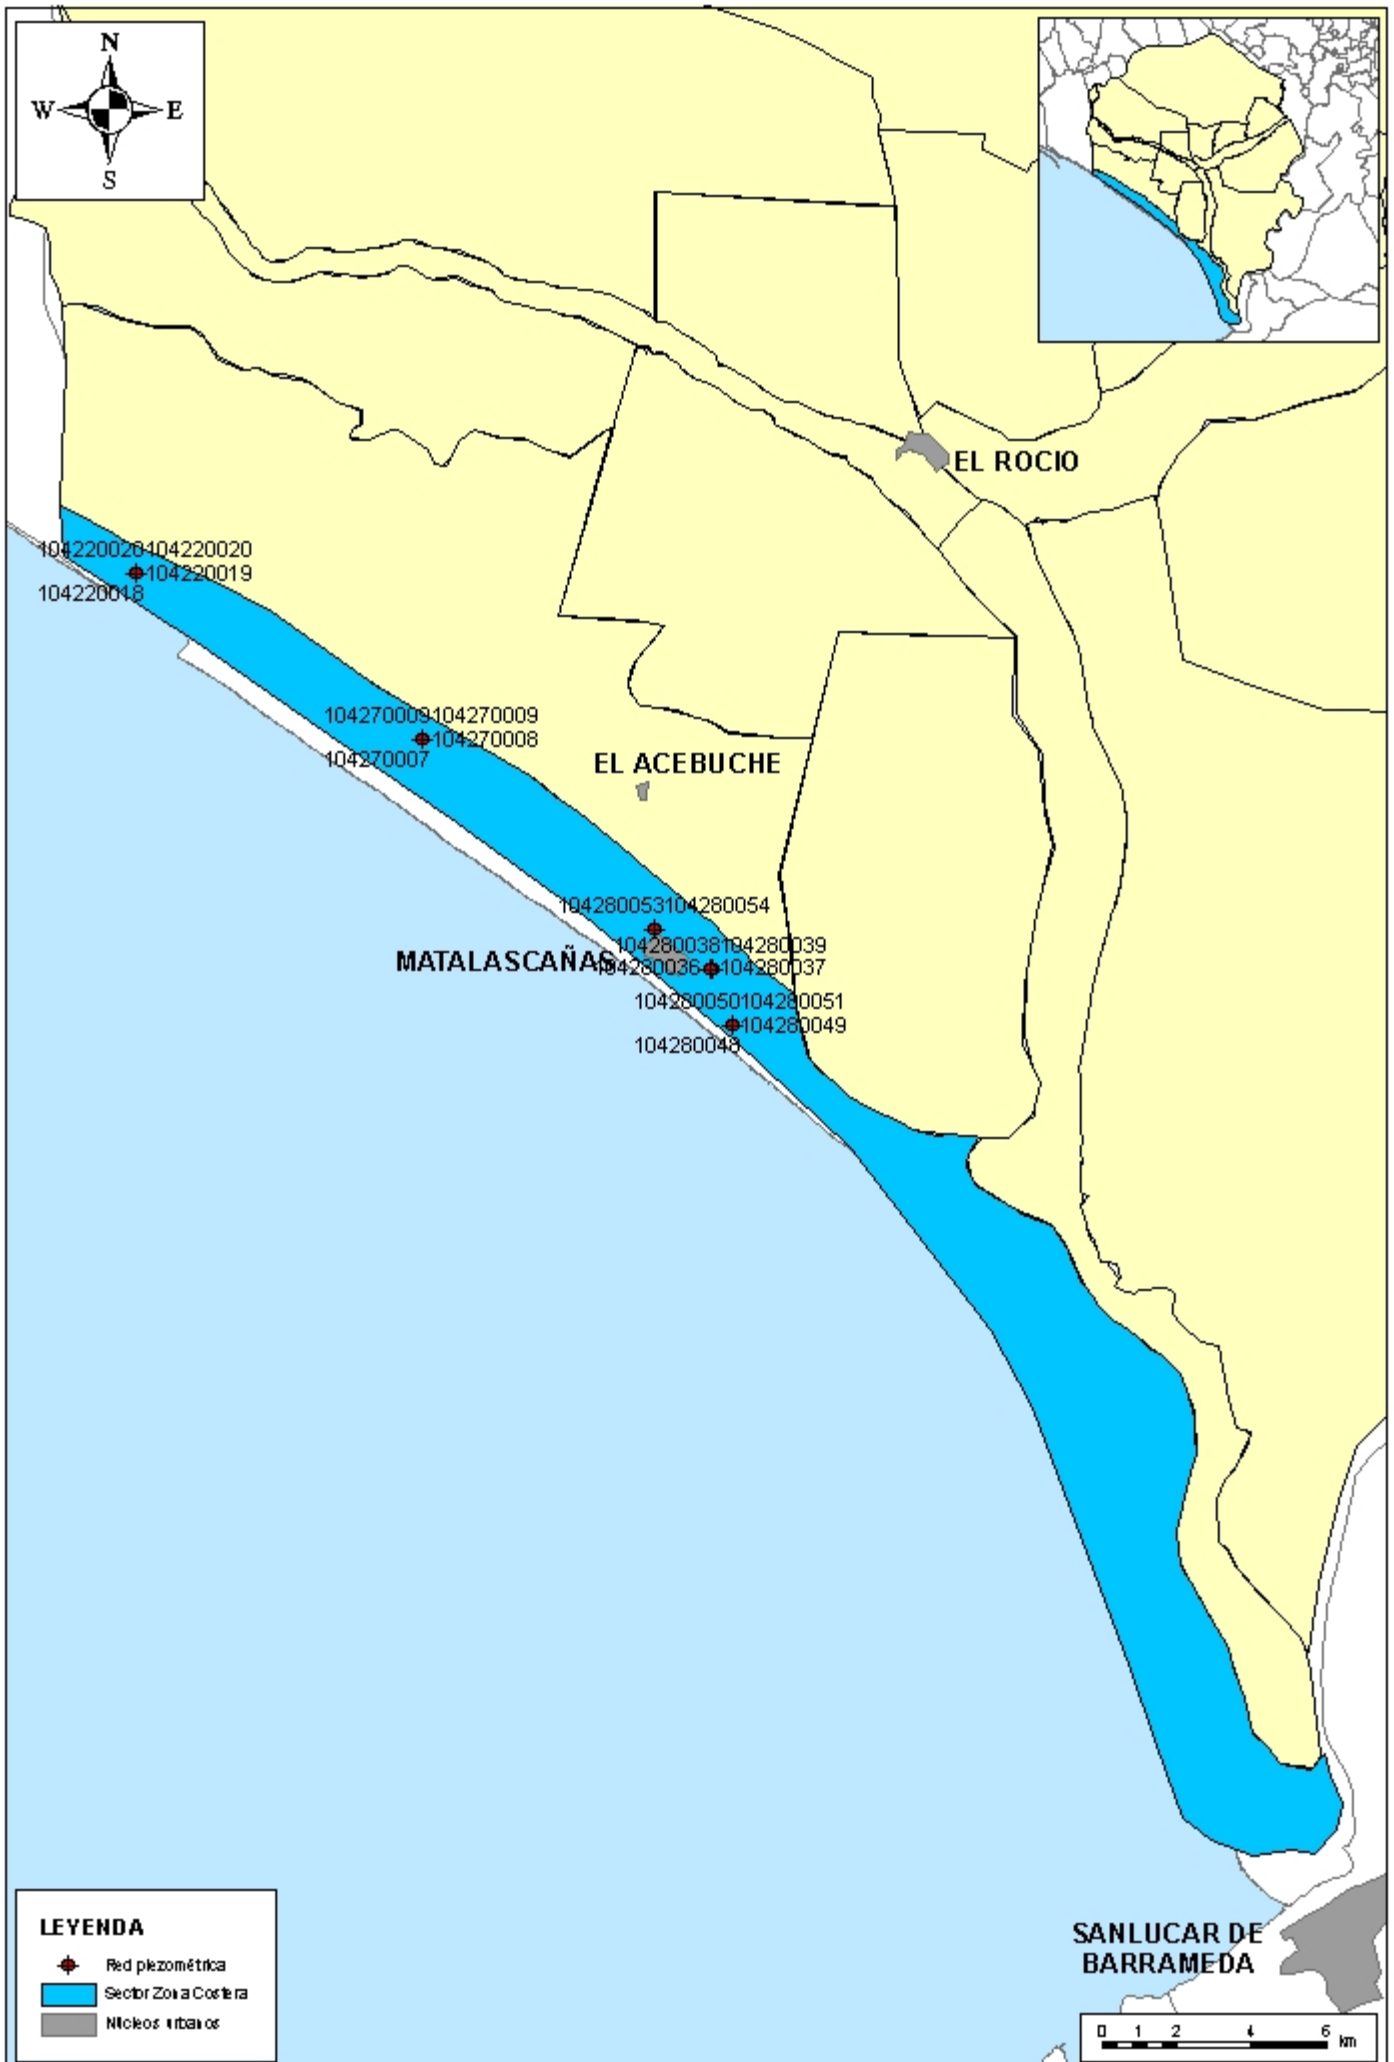 N
W E
S
EL ROCIO
104220020104220020
104220019
104220018
104270009104270009
104270008
104270007
EL ACEBUCHE
104280053104280054
104280038104280039
MATALASCAÑAS
104280036 104280037
104280050104280051
104280049
104280048
LEYENDA
Red piezométrica
Sector Zona Costera
Núcleos urbanos
SANLUCAR DE
BARRAMEDA
0 1 2 4 6 km